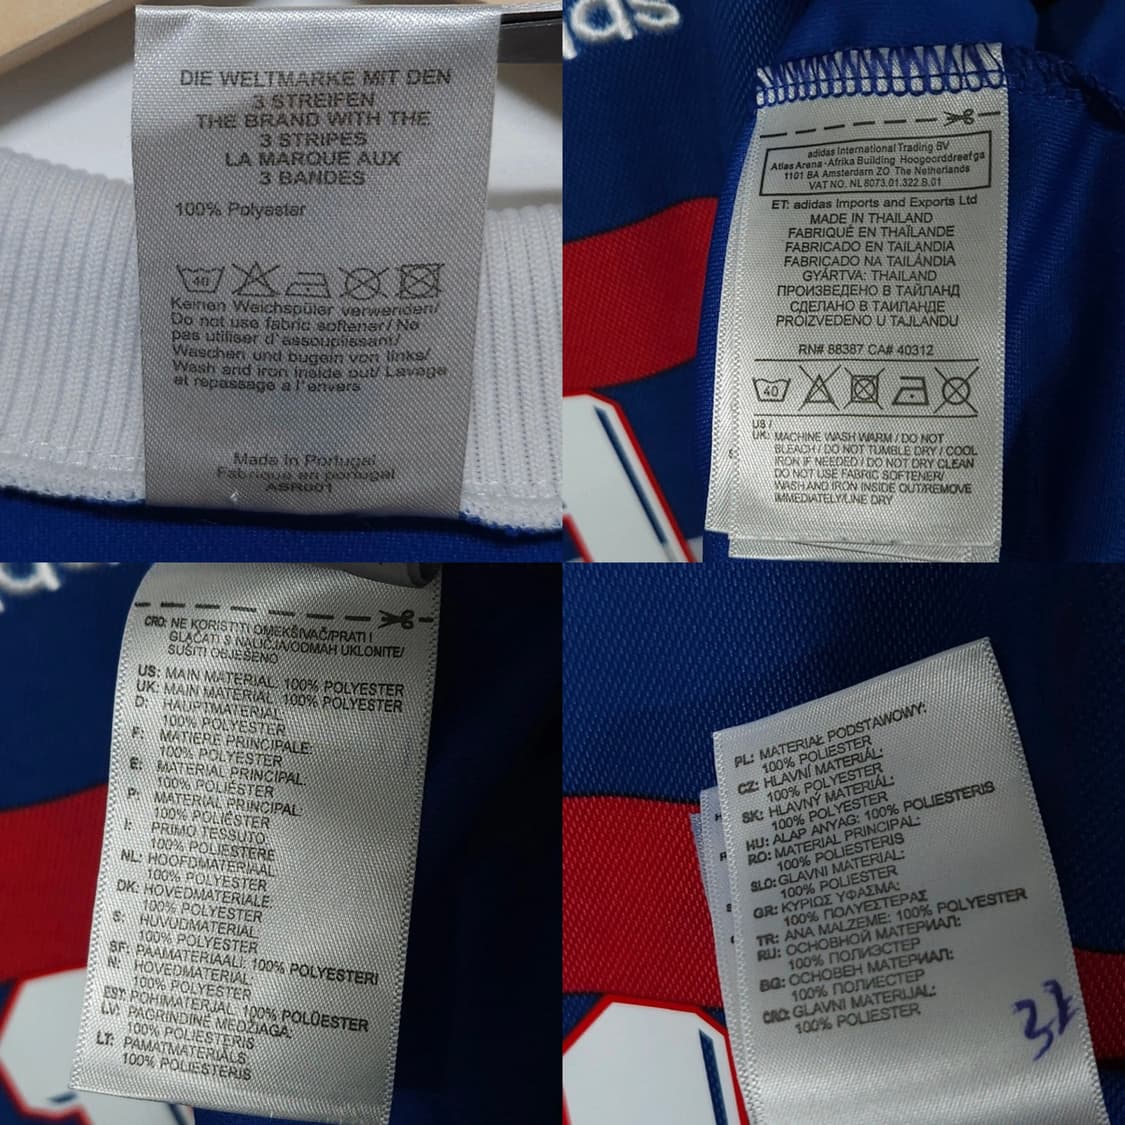 DIE WELTMARKE MIT DEN
3 STREIFEN
THE BRAND WITH THE
3 STRIPES
LA MARQUE AUX
3 BANDES
100% Polyester
40
Keinen Weichspüler verwenden/
Do not use fabric softener/ Ne
pas utiliser d'assouplissant/
Waschen und bugeln von links/
Wash and iron inside out/ Lavage
et repassage a l'envers
Made in Portugal
Fabrique en portugal
ASR001
das
adidas International Trading BV
Atlas Arena - Afrika Building Hoogoorddreef 9a
1101 BA Amsterdam ZO The Netherlands
VAT NO. NL 8073.01.322.B.01
ET: adidas Imports and Exports Ltd
MADE IN THAILAND
FABRIQUÉ EN THAÏLANDE
FABRICADO EN TAILANDIA
FABRICADO NA TAILÂNDIA
GYÁRTVA: THAILAND
ПРОИЗВЕДЕНО В ТАЙЛАНД
СДЕЛАНО В ТАИЛАНДЕ
PROIZVEDENO U TAJLANDU
RN# 88387 CA# 40312
40
US /
UK: MACHINE WASH WARM / DO NOT
BLEACH / DO NOT TUMBLE DRY / COOL
IRON IF NEEDED / DO NOT DRY CLEAN
DO NOT USE FABRIC SOFTENER/
WASH AND IRON INSIDE OUT/REMOVE
IMMEDIATELY/LINE DRY
CRO: NE KORISTITI OMEKŠIVAČ/PRATI I
GLAČATI S NALIČJA/ODMAH UKLONITE/
SUŠITI OBJEŠENO
US: MAIN MATERIAL: 100% POLYESTER
UK: MAIN MATERIAL: 100% POLYESTER
D: HAUPTMATERIAL:
100% POLYESTER
F: MATIERE PRINCIPALE:
100% POLYESTER
E: MATERIAL PRINCIPAL:
100% POLIÉSTER
P: MATERIAL PRINCIPAL:
100% POLIÉSTER
I: PRIMO TESSUTO:
100% POLIESTERE
NL: HOOFDMATERIAAL
100% POLYESTER
DK: HOVEDMATERIALE:
100% POLYESTER
S: HUVUDMATERIAL
100% POLYESTER
SF: PÄÄMATERIAALI: 100% POLYESTERI
N: HOVEDMATERIAL
100% POLYESTER
EST: PÕHIMATERJAL: 100% POLÜESTER
LV: PAGRINDINĖ MEDŽIAGA:
100% POLIESTERIS
LT: PAMATMATERIĀLS:
100% POLIESTERIS
PL: MATERIAŁ PODSTAWOWY:
100% POLIESTER
CZ: HLAVNÍ MATERIÁL:
100% POLYESTER
SK: HLAVNÝ MATERIÁL:
100% POLYESTER
HU: ALAP ANYAG: 100% POLIESTERIS
RO: MATERIAL PRINCIPAL:
100% POLIESTERIS
SLO: GLAVNI MATERIAL:
100% POLIESTER
GR: ΚΥΡΙΩΣ ΥΦΑΣΜΑ:
100% ΠΟΛΥΕΣΤΕΡΑΣ
TR: ANA MALZEME: 100% POLYESTER
RU: ОСНОВНОЙ МАТЕРИАЛ:
100% ПОЛИЭСТЕР
BG: ОСНОВЕН МАТЕРИАЛ:
100% ПОЛИЕСТЕР
CRO: GLAVNI MATERIJAL:
100% POLIESTER